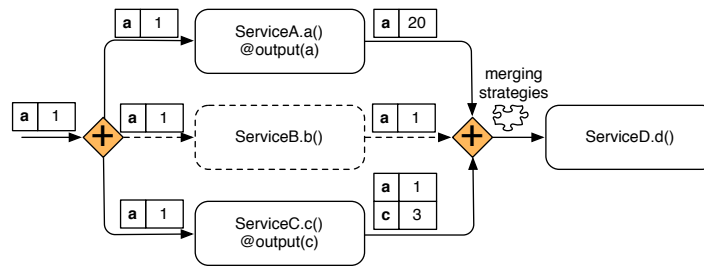 a 1
ServiceA.a()
@output(a)
a 20
merging
strategies
a 1
+
a 1
ServiceB.b()
a 1
+
ServiceD.d()
a 1
ServiceC.c()
@output(c)
a 1
c 3